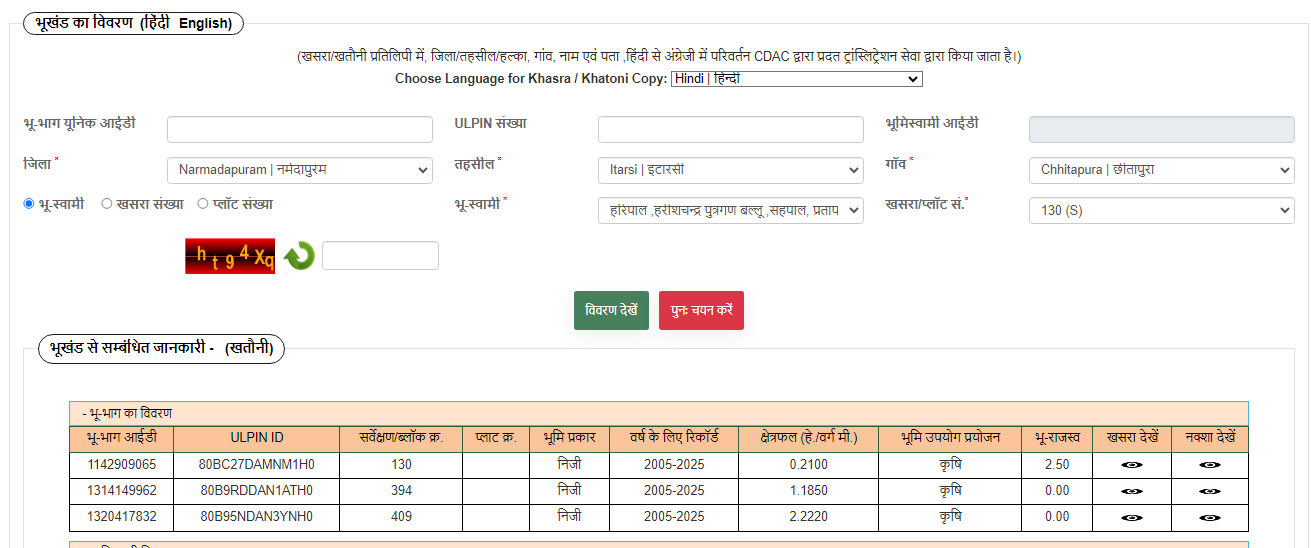 भूखंड का विवरण (हिंदी English)
(खसरा/खतौनी प्रतिलिपी में, जिला/तहसील/हल्का, गांव, नाम एवं पता ,हिंदी से अंग्रेजी में परिवर्तन CDAC द्वारा प्रदत ट्रांस्लिट्रेशन सेवा द्वारा किया जाता है।)
Choose Language for Khasra / Khatoni Copy: Hindi | हिन्दी
भू-भाग यूनिक आईडी ULPIN संख्या भूमिस्वामी आईडी
जिला * Narmadapuram | नर्मदापुरम तहसील * Itarsi | इटारसी गाँव * Chhitapura | छीतापुरा
भू-स्वामी खसरा संख्या प्लॉट संख्या भू-स्वामी * हरिपाल ,हरीशचन्द्र पुत्रगण बल्लू ,सहपाल, प्रताप खसरा/प्लॉट सं.* 130 (S)
ht94Xq
विवरण देखें पुनः चयन करें
भूखंड से सम्बंधित जानकारी - (खतौनी)
- भू-भाग का विवरण
भू-भाग आईडी ULPIN ID सर्वेक्षण/ब्लॉक क्र. प्लाट क्र. भूमि प्रकार वर्ष के लिए रिकॉर्ड क्षेत्रफल (हे./वर्ग मी.) भूमि उपयोग प्रयोजन भू-राजस्व खसरा देखें नक्शा देखें
1142909065 80BC27DAMNM1H0 130 निजी 2005-2025 0.2100 कृषि 2.50
1314149962 80B9RDDAN1ATH0 394 निजी 2005-2025 1.1850 कृषि 0.00
1320417832 80B95NDAN3YNH0 409 निजी 2005-2025 2.2220 कृषि 0.00